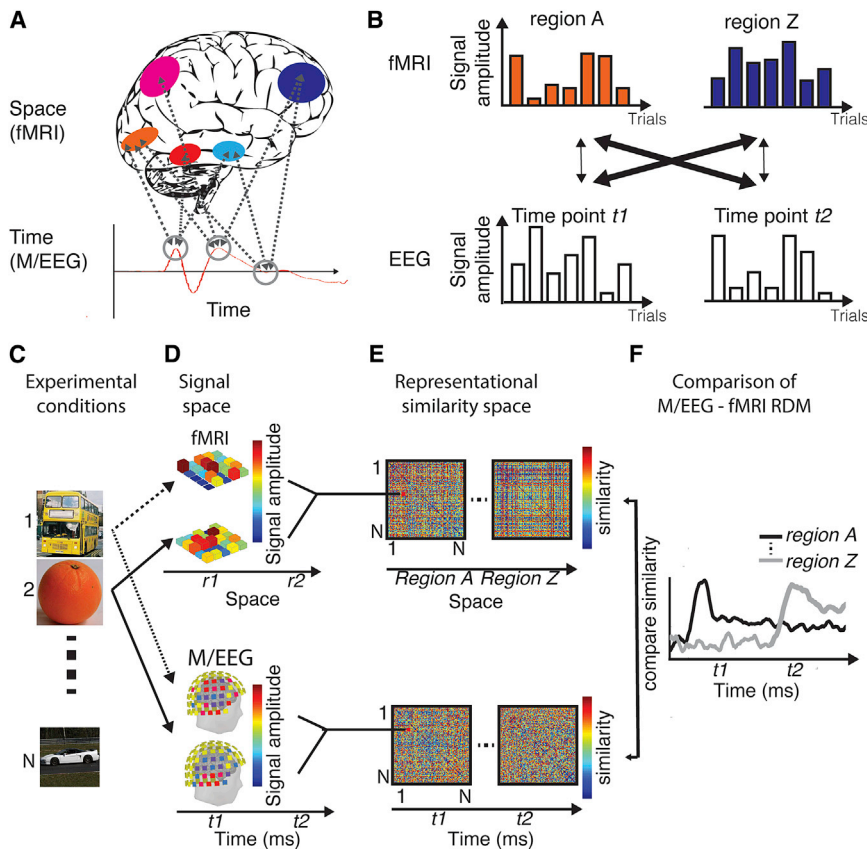 A
Space
(fMRI)
Time
(M/EEG)
Time
B
region A
region Z
fMRI
Signal
amplitude
Trials
Trials
Time point t1
Time point t2
EEG
Signal
amplitude
Trials
Trials
C
Experimental
conditions
1
2
N
D
Signal
space
fMRI
Signal amplitude
r1
r2
Space
M/EEG
Signal amplitude
t1
t2
Time (ms)
E
Representational
similarity space
1
N
1
N
similarity
Region A
Region Z
Space
1
N
1
N
similarity
t1
t2
Time (ms)
F
Comparison of
M/EEG - fMRI RDM
compare similarity
region A
region Z
t1
t2
Time (ms)